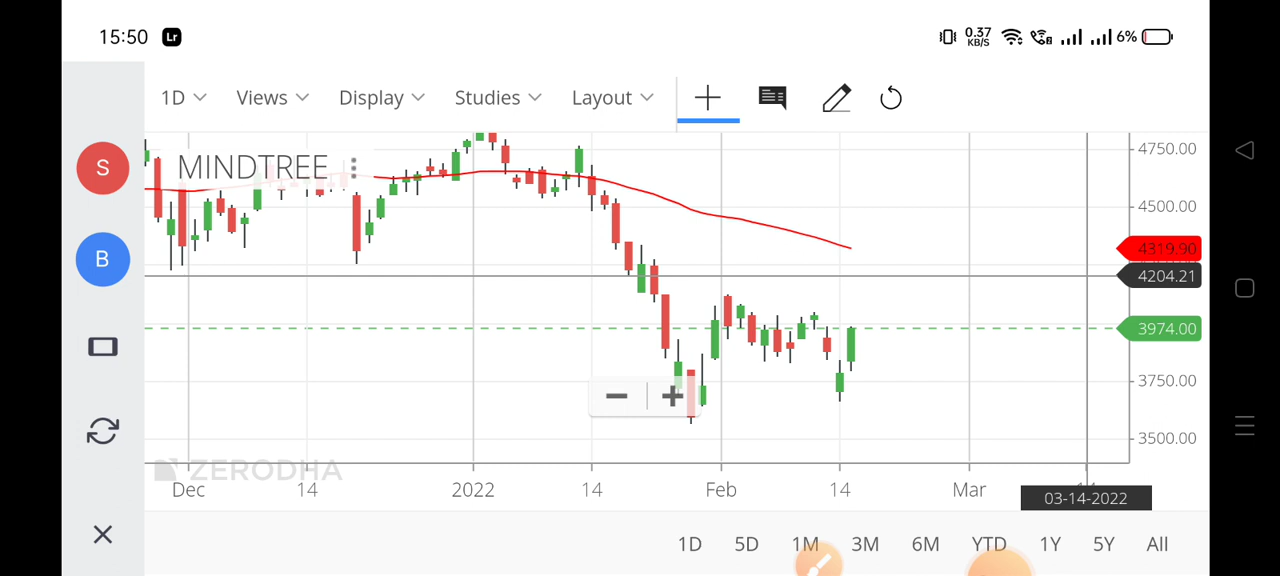 15:50 Lr 0.37 KB/S 6%
1D Views Display Studies Layout
S
MINDTREE
B
4750.00
4500.00
4319.90
4204.21
3974.00
3750.00
3500.00
ZERODHA
Dec 14 2022 14 Feb 14 Mar
03-14-2022
1D 5D 1M 3M 6M YTD 1Y 5Y All